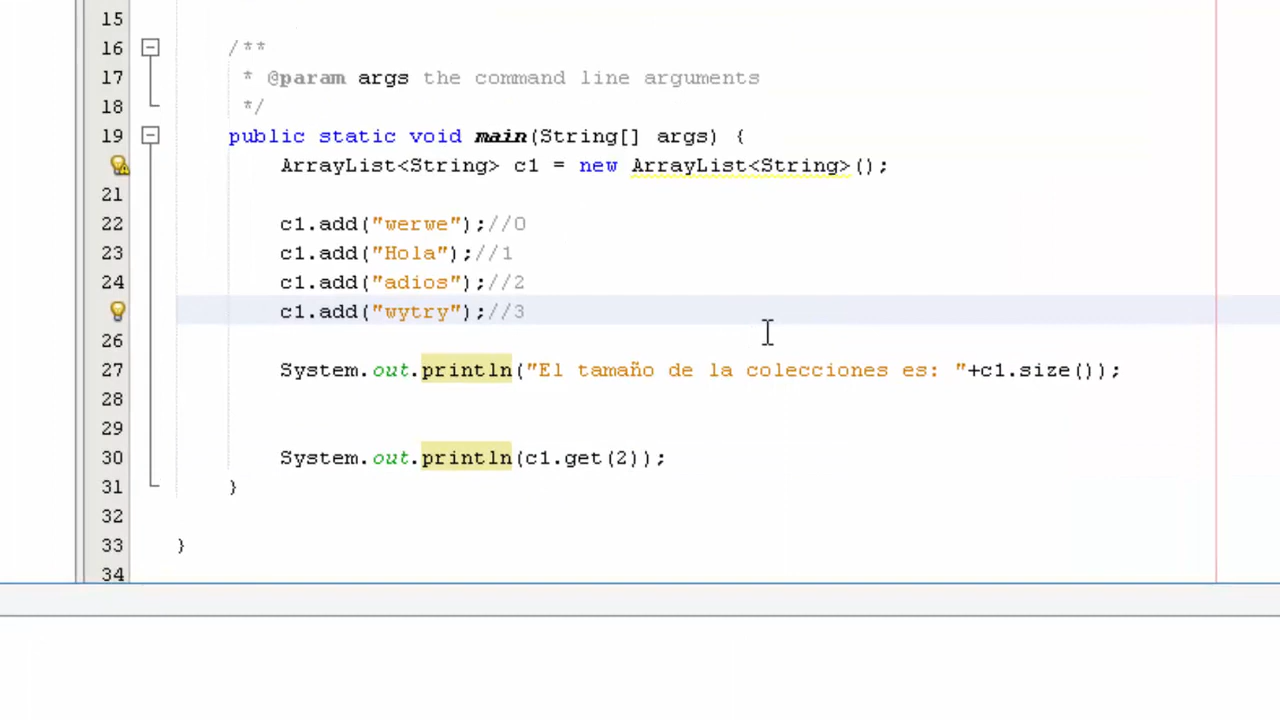 15
16 /**
17 * @param args the command line arguments
18 */
19 public static void main(String[] args) {
ArrayList<String> c1 = new ArrayList<String>();
21
22 c1.add("werwe");//0
23 c1.add("Hola");//1
24 c1.add("adios");//2
c1.add("wytry");//3
26
27 System.out.println("El tamaño de la colecciones es: "+c1.size());
28
29
30 System.out.println(c1.get(2));
31 }
32
33 }
34